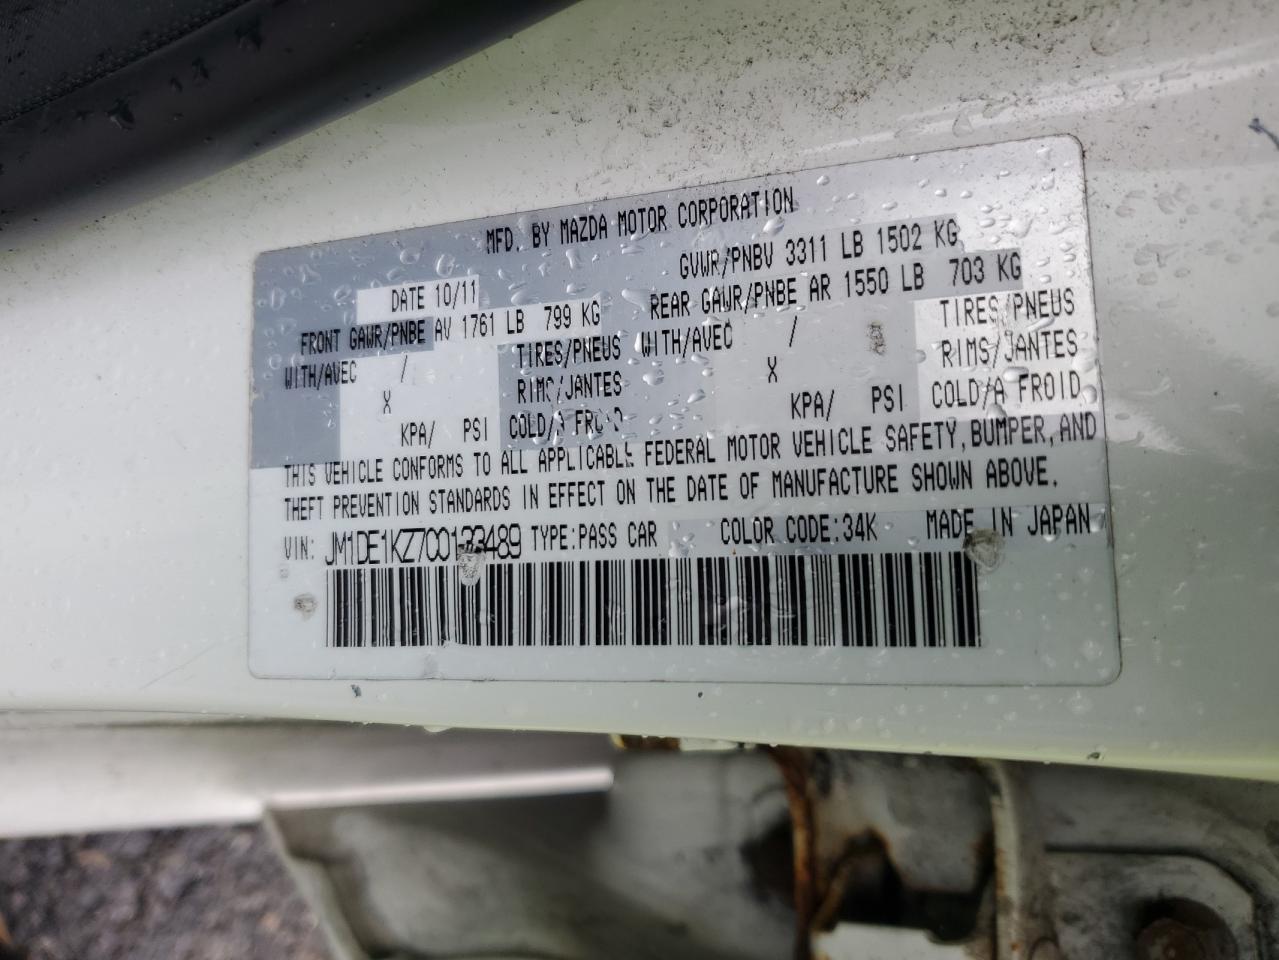 MFD. BY MAZDA MOTOR CORPORATION
DATE 10/11 GVWR/PNBV 3311 LB 1502 KG
FRONT GAWR/PNBE AV 1761 LB 799 KG REAR GAWR/PNBE AR 1550 LB 703 KG
WITH/AVEC / TIRES/PNEUS WITH/AVEC / TIRES/PNEUS
X RIMS/JANTES X RIMS/JANTES
KPA/ PSI COLD/A FROID KPA/ PSI COLD/A FROID
THIS VEHICLE CONFORMS TO ALL APPLICABLE FEDERAL MOTOR VEHICLE SAFETY, BUMPER, AND
THEFT PREVENTION STANDARDS IN EFFECT ON THE DATE OF MANUFACTURE SHOWN ABOVE.
VIN: JM1DE1KZ7C0133489 TYPE: PASS CAR COLOR CODE: 34K MADE IN JAPAN